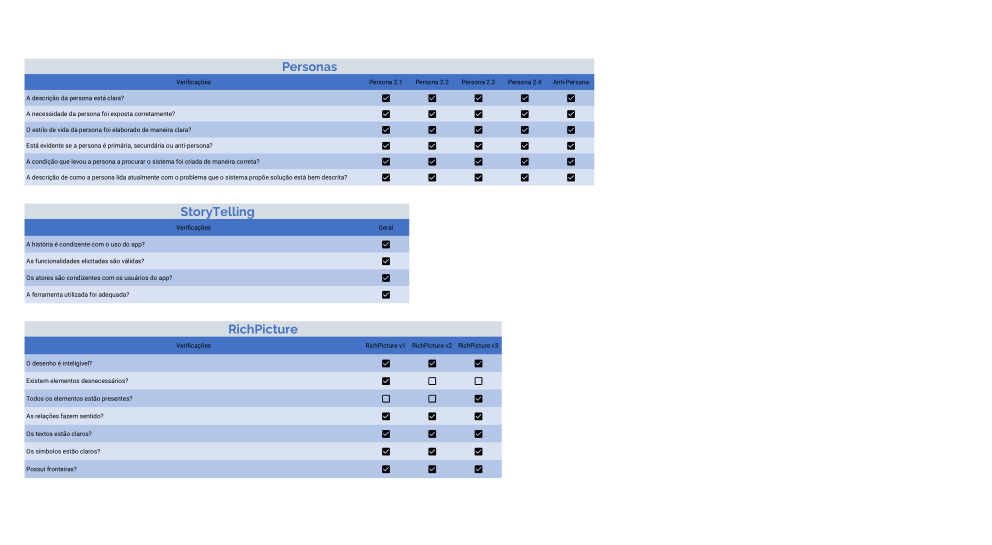 Personas
Verificações Persona 2.1 Persona 2.2 Persona 2.3 Persona 2.4 Anti-Persona
A descrição da persona está clara?
A necessidade da persona foi exposta corretamente?
O estilo de vida da persona foi elaborado de maneira clara?
Está evidente se a persona é primária, secundária ou anti-persona?
A condição que levou a persona a procurar o sistema foi criada de maneira correta?
A descrição de como a persona lida atualmente com o problema que o sistema propõe solução está bem descrita?
StoryTelling
Verificações Geral
A história é condizente com o uso do app?
As funcionalidades elicitadas são válidas?
Os atores são condizentes com os usuários do app?
A ferramenta utilizada foi adequada?
RichPicture
Verificações RichPicture v1 RichPicture v2 RichPicture v3
O desenho é inteligível?
Existem elementos desnecessários?
Todos os elementos estão presentes?
As relações fazem sentido?
Os textos estão claros?
Os símbolos estão claros?
Possui fronteiras?